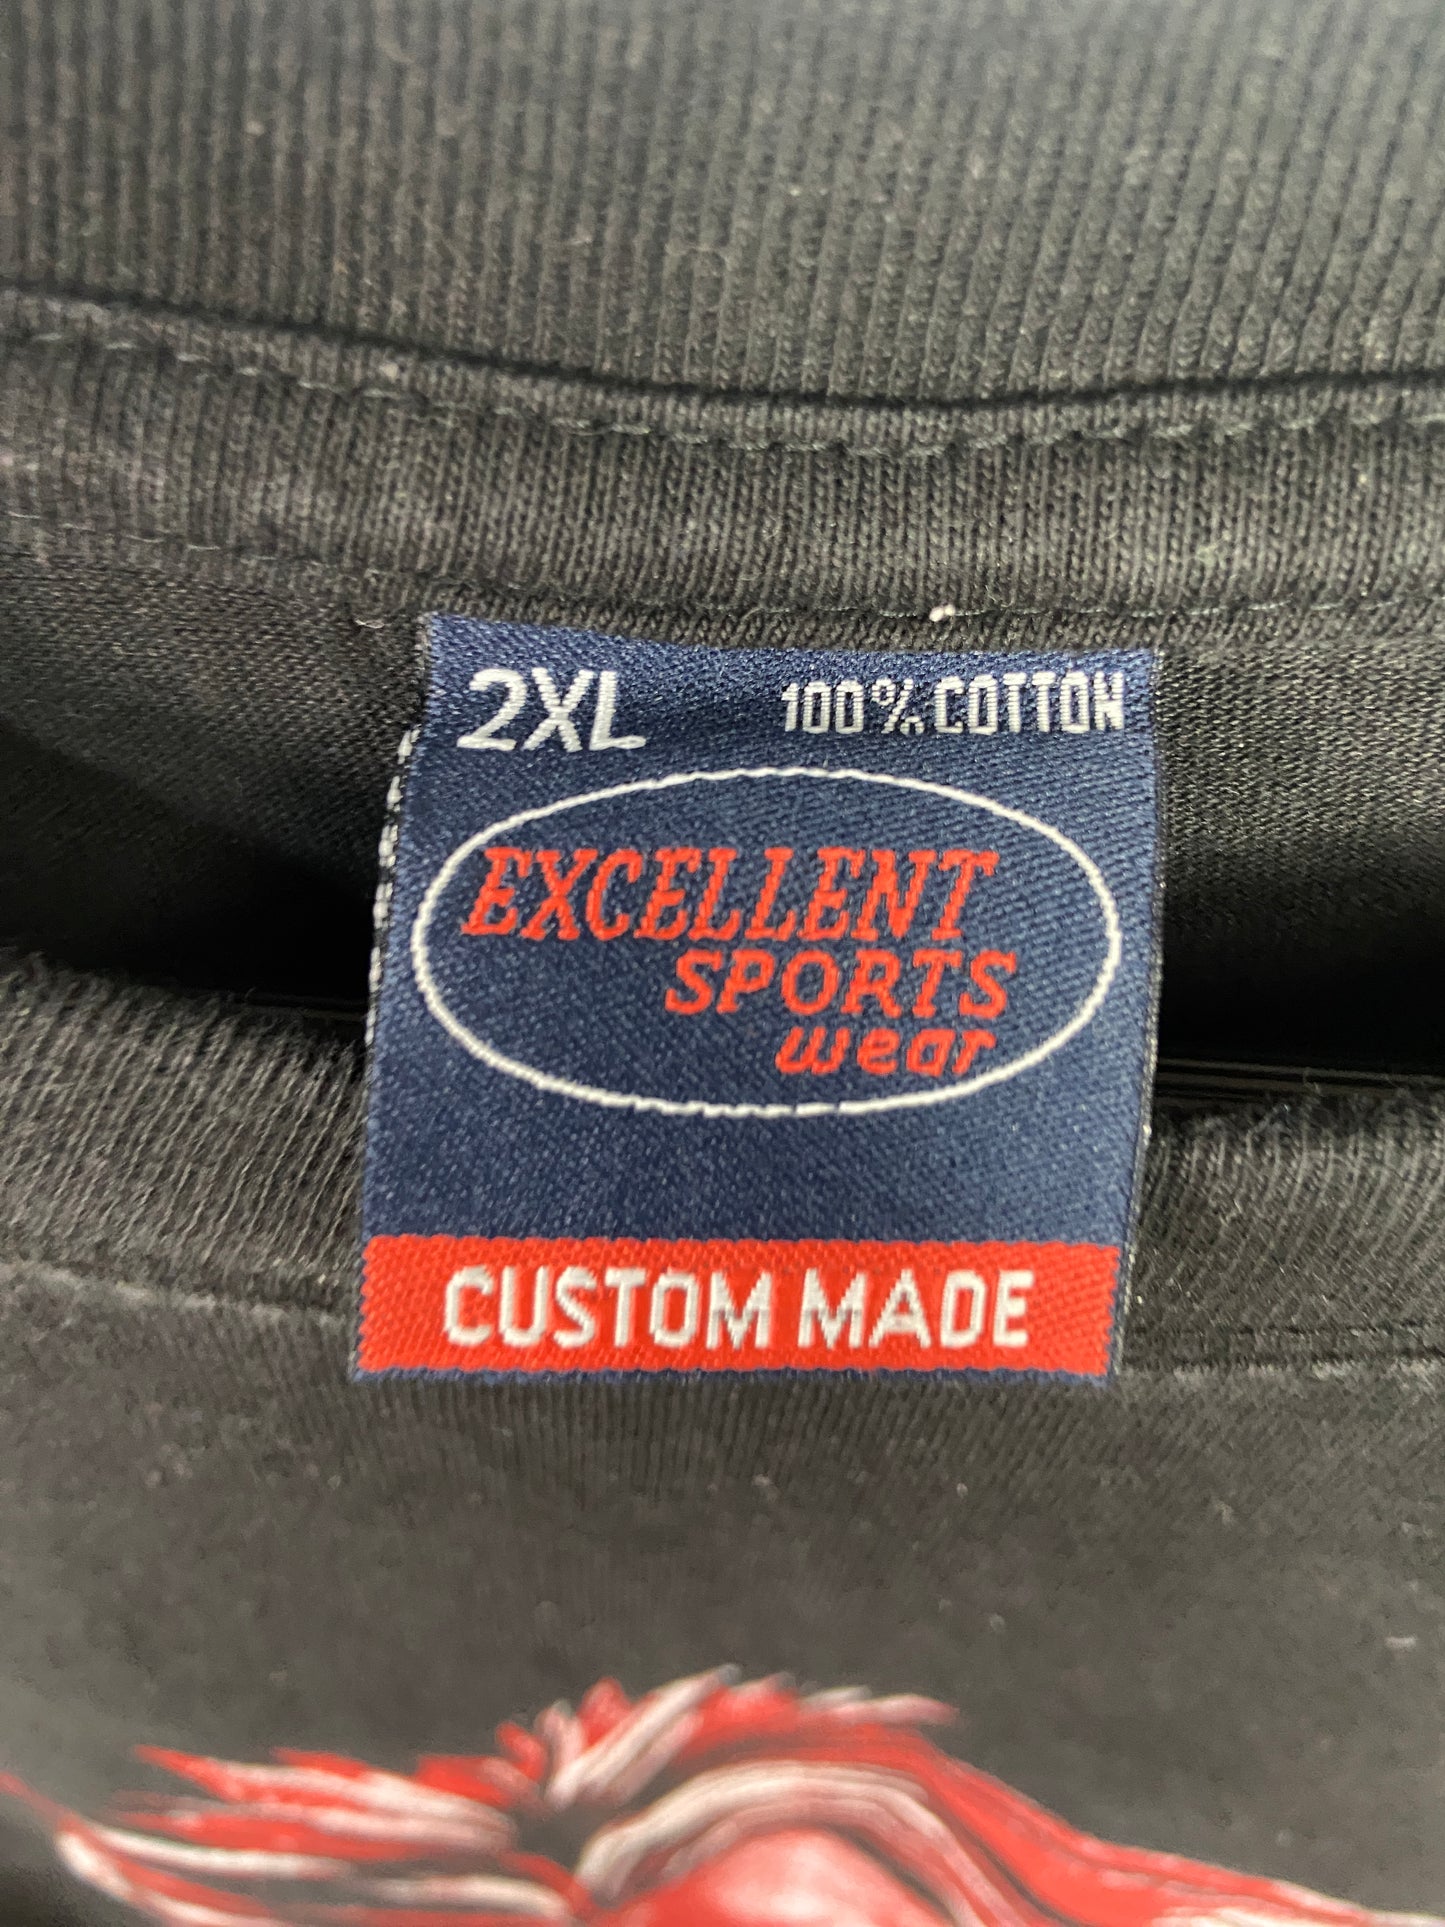 2XL 100% COTTON
EXCELLENT
SPORTS
wear
CUSTOM MADE